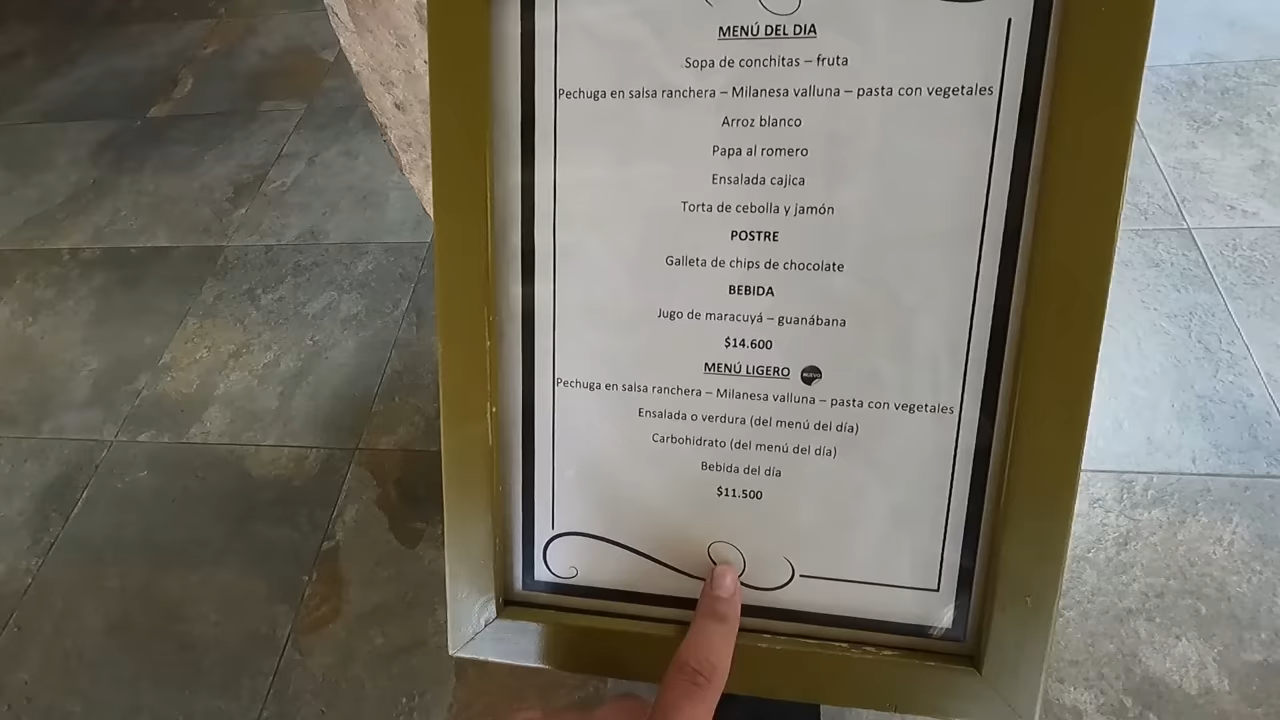 MENÚ DEL DIA
Sopa de conchitas – fruta
Pechuga en salsa ranchera – Milanesa valluna – pasta con vegetales
Arroz blanco
Papa al romero
Ensalada cajica
Torta de cebolla y jamón
POSTRE
Galleta de chips de chocolate
BEBIDA
Jugo de maracuyá – guanábana
$14.600
MENÚ LIGERO NUEVO
Pechuga en salsa ranchera – Milanesa valluna – pasta con vegetales
Ensalada o verdura (del menú del día)
Carbohidrato (del menú del día)
Bebida del día
$11.500